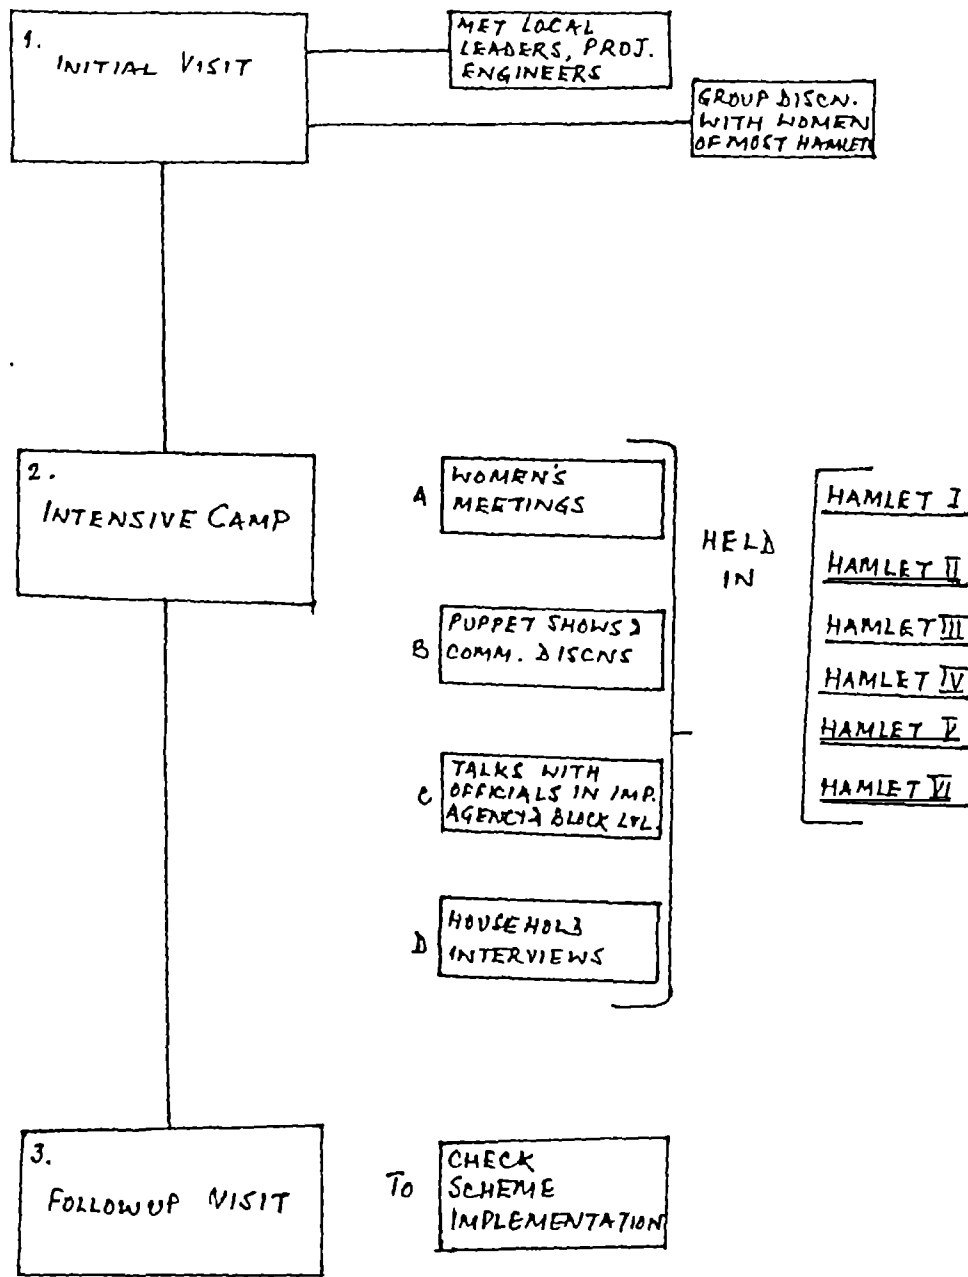 1.
INITIAL VISIT
MET LOCAL
LEADERS, PROJ.
ENGINEERS
GROUP DISCN.
WITH WOMEN
OF MOST HAMLETS
2.
INTENSIVE CAMP
A
WOMEN'S
MEETINGS
B
PUPPET SHOWS &
COMM. DISCNS
C
TALKS WITH
OFFICIALS IN IMP.
AGENCY & BLOCK LVL.
D
HOUSEHOLD
INTERVIEWS
HELD
IN
HAMLET I
HAMLET II
HAMLET III
HAMLET IV
HAMLET V
HAMLET VI
3.
FOLLOWUP VISIT
TO
CHECK
SCHEME
IMPLEMENTATION